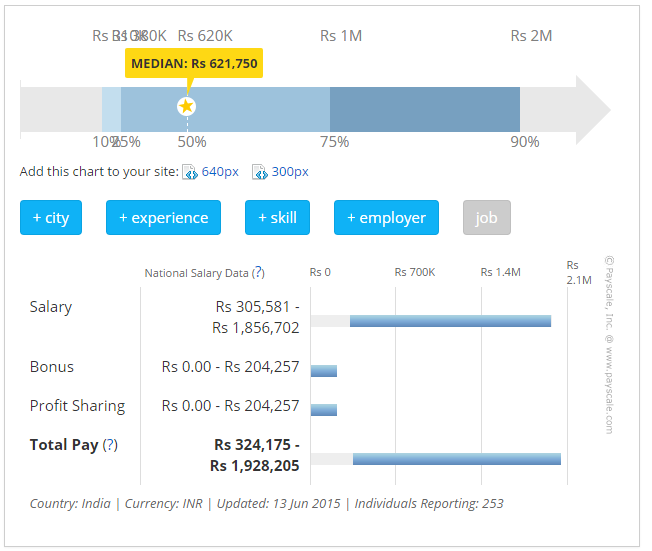 Rs 620K Rs 1M Rs 2M
MEDIAN: Rs 621,750
10% 25% 50% 75% 90%
Add this chart to your site: 640px 300px
+ city + experience + skill + employer job
National Salary Data (?) Rs 0 Rs 700K Rs 1.4M Rs 2.1M
Salary Rs 305,581 -
Rs 1,856,702
Bonus Rs 0.00 - Rs 204,257
Profit Sharing Rs 0.00 - Rs 204,257
Total Pay (?) Rs 324,175 -
Rs 1,928,205
Country: India | Currency: INR | Updated: 13 Jun 2015 | Individuals Reporting: 253
© Payscale, Inc. @ www.payscale.com